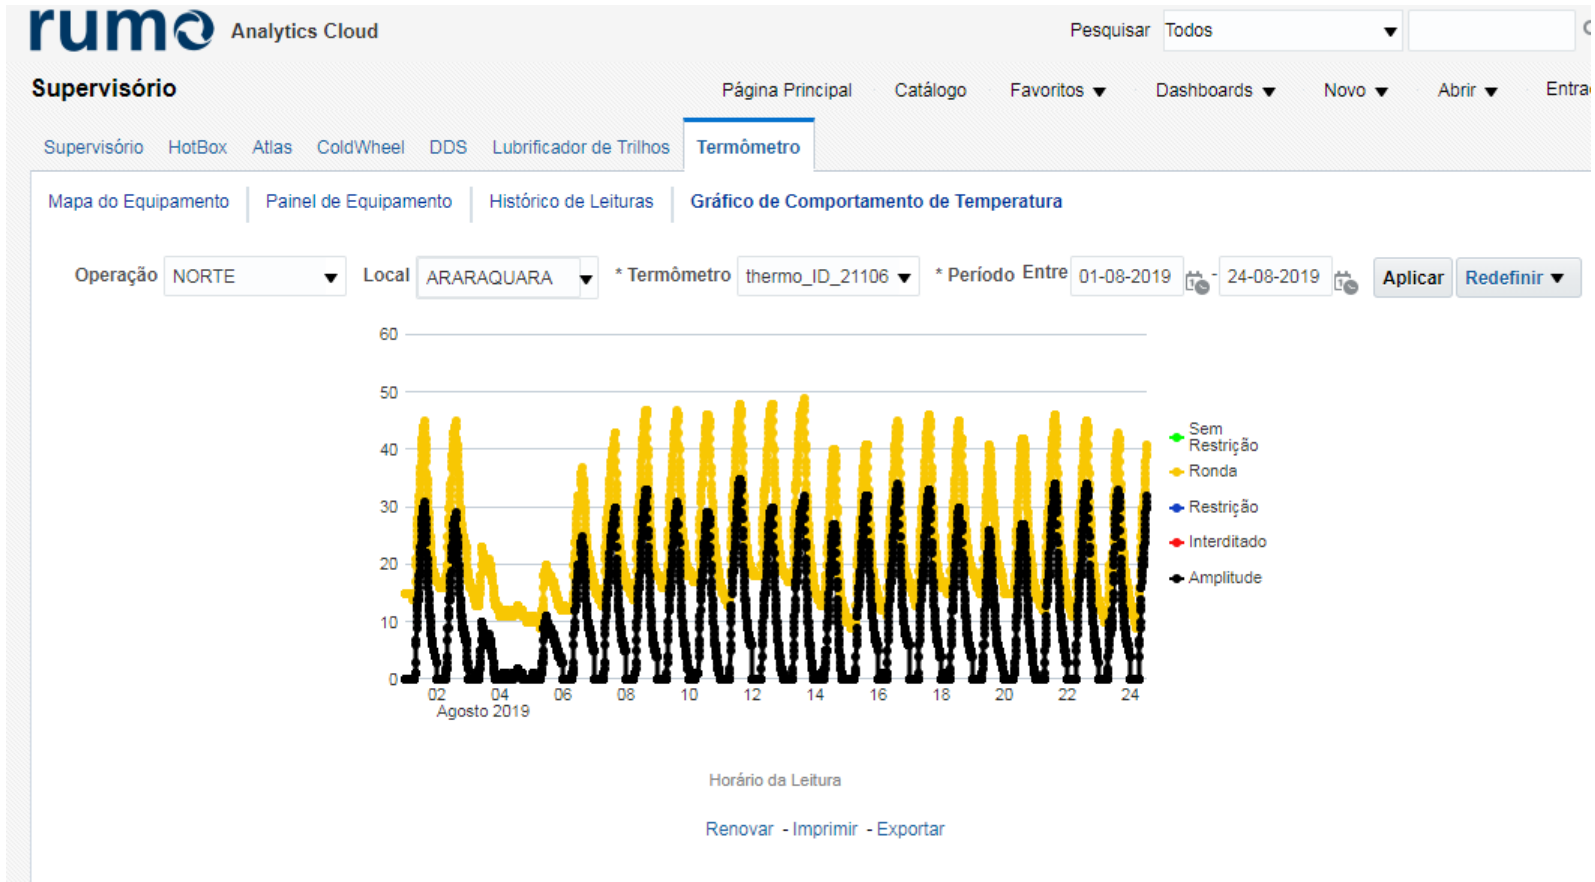 rumo Analytics Cloud Pesquisar Todos
Supervisório Página Principal Catálogo Favoritos Dashboards Novo Abrir
Supervisório HotBox Atlas ColdWheel DDS Lubrificador de Trilhos Termômetro
Mapa do Equipamento Painel de Equipamento Histórico de Leituras Gráfico de Comportamento de Temperatura
Operação NORTE Local ARARAQUARA * Termômetro thermo_ID_21106 * Período Entre 01-08-2019 - 24-08-2019 Aplicar Redefinir
60
50
40
30
20
10
0
02 04 06 08 10 12 14 16 18 20 22 24
Agosto 2019
Sem
Restrição
Ronda
Restrição
Interditado
Amplitude
Horário da Leitura
Renovar - Imprimir - Exportar